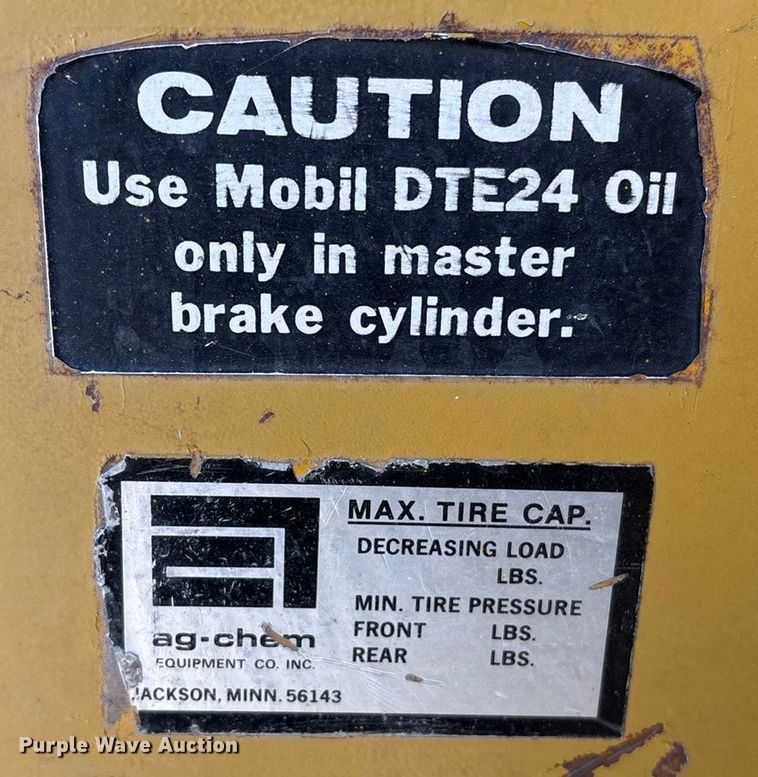 CAUTION
Use Mobil DTE24 Oil
only in master
brake cylinder.
MAX. TIRE CAP.
DECREASING LOAD
LBS.
MIN. TIRE PRESSURE
FRONT LBS.
REAR LBS.
ag-chem
EQUIPMENT CO. INC.
JACKSON, MINN. 56143
Purple Wave Auction